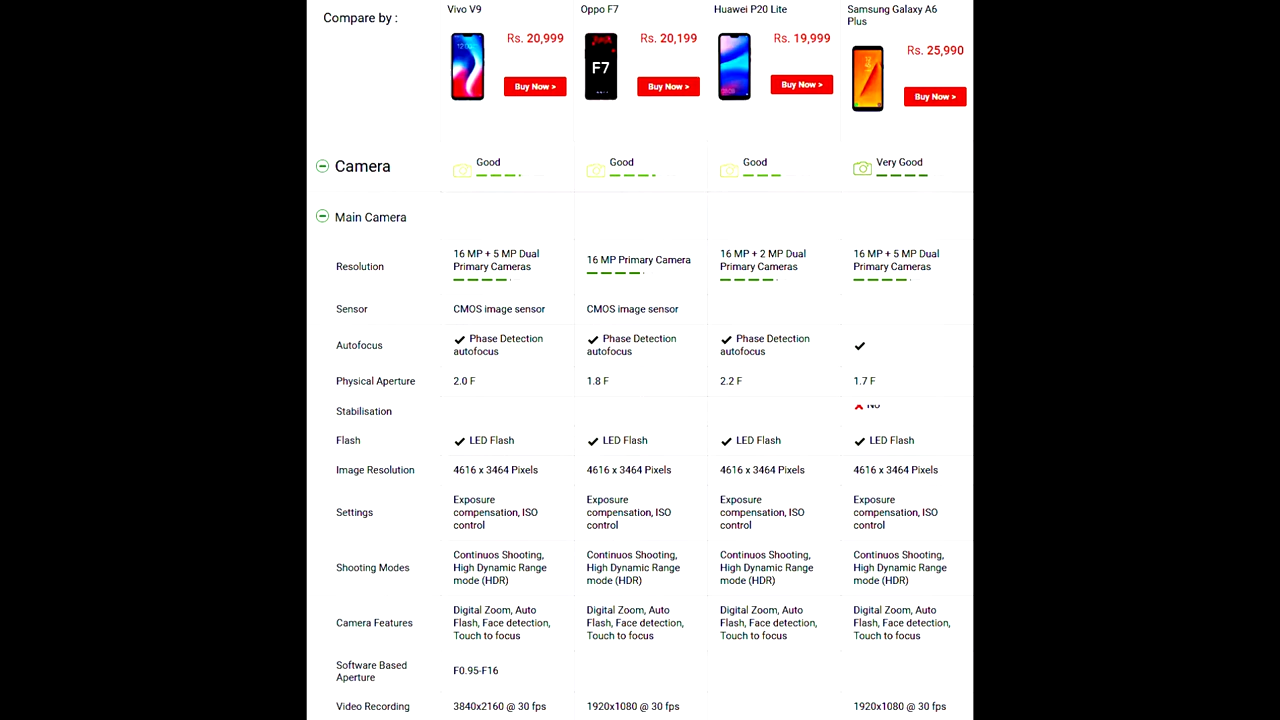 Compare by :
Vivo V9
Rs. 20,999
Buy Now >
Oppo F7
Rs. 20,199
F7
Buy Now >
Huawei P20 Lite
Rs. 19,999
Buy Now >
Samsung Galaxy A6
Plus
Rs. 25,990
Buy Now >
Camera
Good
Good
Good
Very Good
Main Camera
Resolution
16 MP + 5 MP Dual
Primary Cameras
16 MP Primary Camera
16 MP + 2 MP Dual
Primary Cameras
16 MP + 5 MP Dual
Primary Cameras
Sensor
CMOS image sensor
CMOS image sensor
Autofocus
Phase Detection
autofocus
Phase Detection
autofocus
Phase Detection
autofocus
Physical Aperture
2.0 F
1.8 F
2.2 F
1.7 F
Stabilisation
No
Flash
LED Flash
LED Flash
LED Flash
LED Flash
Image Resolution
4616 x 3464 Pixels
4616 x 3464 Pixels
4616 x 3464 Pixels
4616 x 3464 Pixels
Settings
Exposure
compensation, ISO
control
Exposure
compensation, ISO
control
Exposure
compensation, ISO
control
Exposure
compensation, ISO
control
Shooting Modes
Continuos Shooting,
High Dynamic Range
mode (HDR)
Continuos Shooting,
High Dynamic Range
mode (HDR)
Continuos Shooting,
High Dynamic Range
mode (HDR)
Continuos Shooting,
High Dynamic Range
mode (HDR)
Camera Features
Digital Zoom, Auto
Flash, Face detection,
Touch to focus
Digital Zoom, Auto
Flash, Face detection,
Touch to focus
Digital Zoom, Auto
Flash, Face detection,
Touch to focus
Digital Zoom, Auto
Flash, Face detection,
Touch to focus
Software Based
Aperture
F0.95-F16
Video Recording
3840x2160 @ 30 fps
1920x1080 @ 30 fps
1920x1080 @ 30 fps